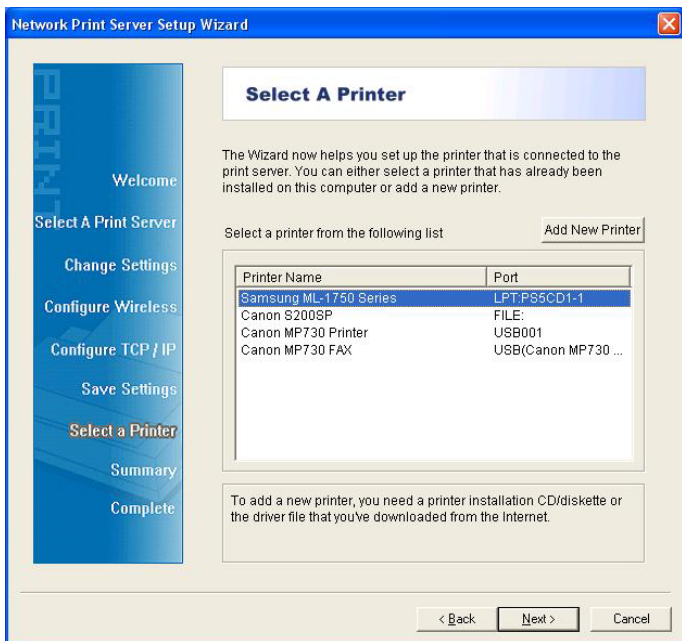 Network Print Server Setup Wizard
PRINT
Welcome
Select A Print Server
Change Settings
Configure Wireless
Configure TCP / IP
Save Settings
Select a Printer
Summary
Complete
Select A Printer
The Wizard now helps you set up the printer that is connected to the
print server. You can either select a printer that has already been
installed on this computer or add a new printer.
Select a printer from the following list
Add New Printer
Printer Name Port
Samsung ML-1750 Series LPT:PS5CD1-1
Canon S200SP FILE:
Canon MP730 Printer USB001
Canon MP730 FAX USB(Canon MP730 ...
To add a new printer, you need a printer installation CD/diskette or
the driver file that you've downloaded from the Internet.
< Back Next > Cancel